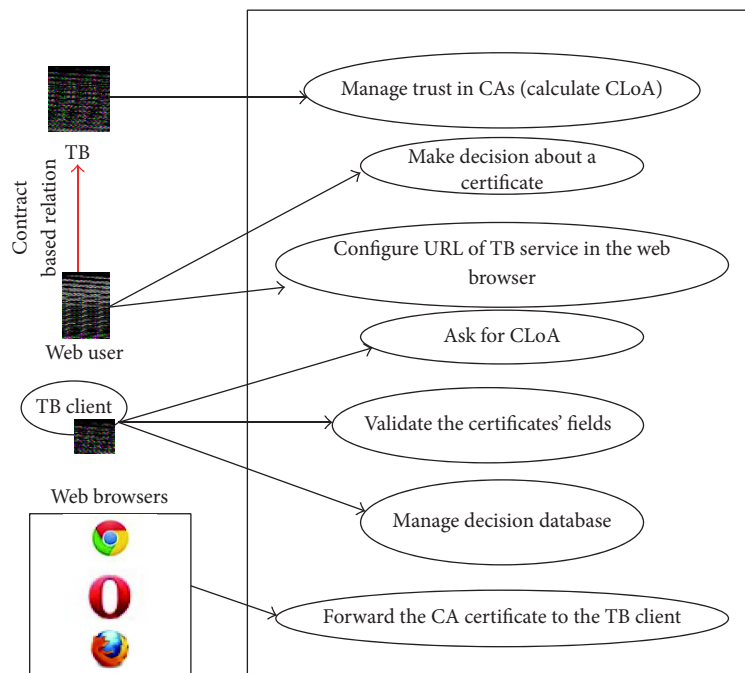 Manage trust in CAs (calculate CLoA)
TB
Contract
based relation
Make decision about a
certificate
Configure URL of TB service in the web
browser
Web user
Ask for CLoA
TB client
Validate the certificates' fields
Web browsers
Manage decision database
Forward the CA certificate to the TB client